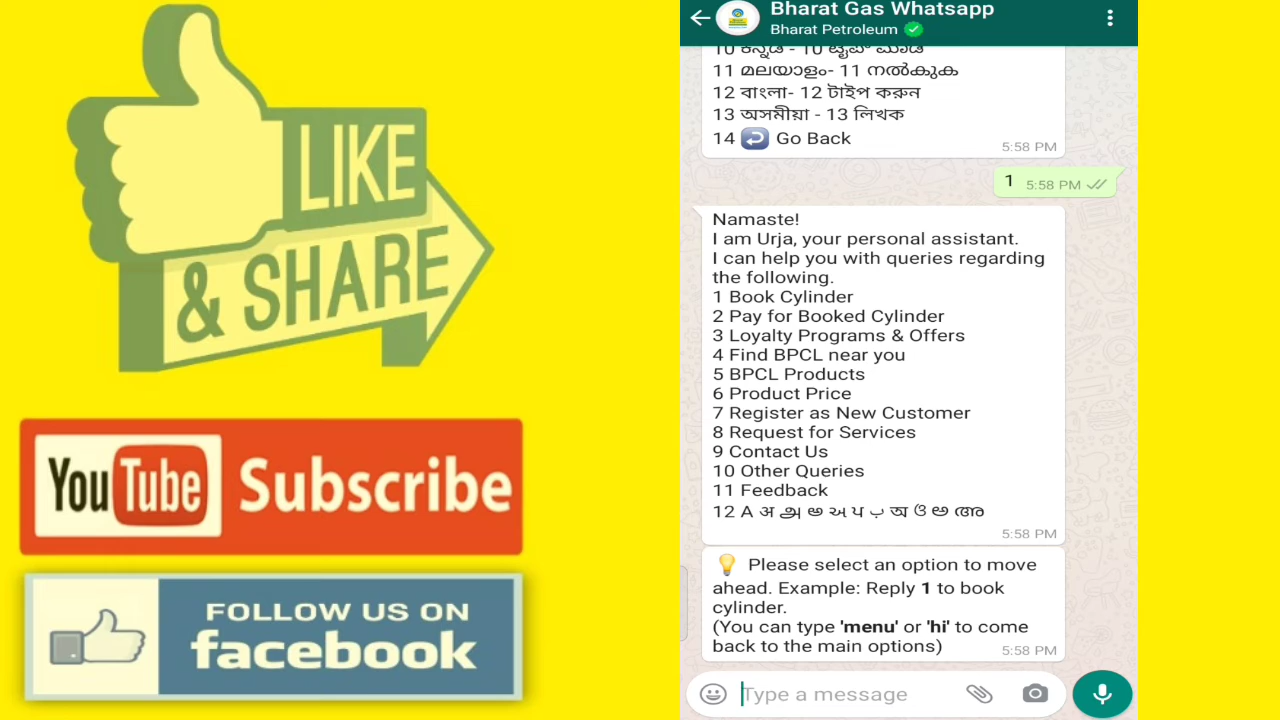 LIKE
& SHARE
YouTube Subscribe
FOLLOW US ON
facebook
Bharat Gas Whatsapp
Bharat Petroleum
10 ಕನ್ನಡ - 10 ಟೈಪ್ ಮಾಡಿ
11 മലയാളം- 11 നൽകുക
12 বাংলা- 12 টাইপ করুন
13 অসমীয়া - 13 লিখক
14 Go Back
5:58 PM
1 5:58 PM
Namaste!
I am Urja, your personal assistant.
I can help you with queries regarding
the following.
1 Book Cylinder
2 Pay for Booked Cylinder
3 Loyalty Programs & Offers
4 Find BPCL near you
5 BPCL Products
6 Product Price
7 Register as New Customer
8 Request for Services
9 Contact Us
10 Other Queries
11 Feedback
12 A अ அ అ અ ਪ ب অ ଓ ಅ അ
5:58 PM
💡 Please select an option to move
ahead. Example: Reply 1 to book
cylinder.
(You can type 'menu' or 'hi' to come
back to the main options)
5:58 PM
Type a message